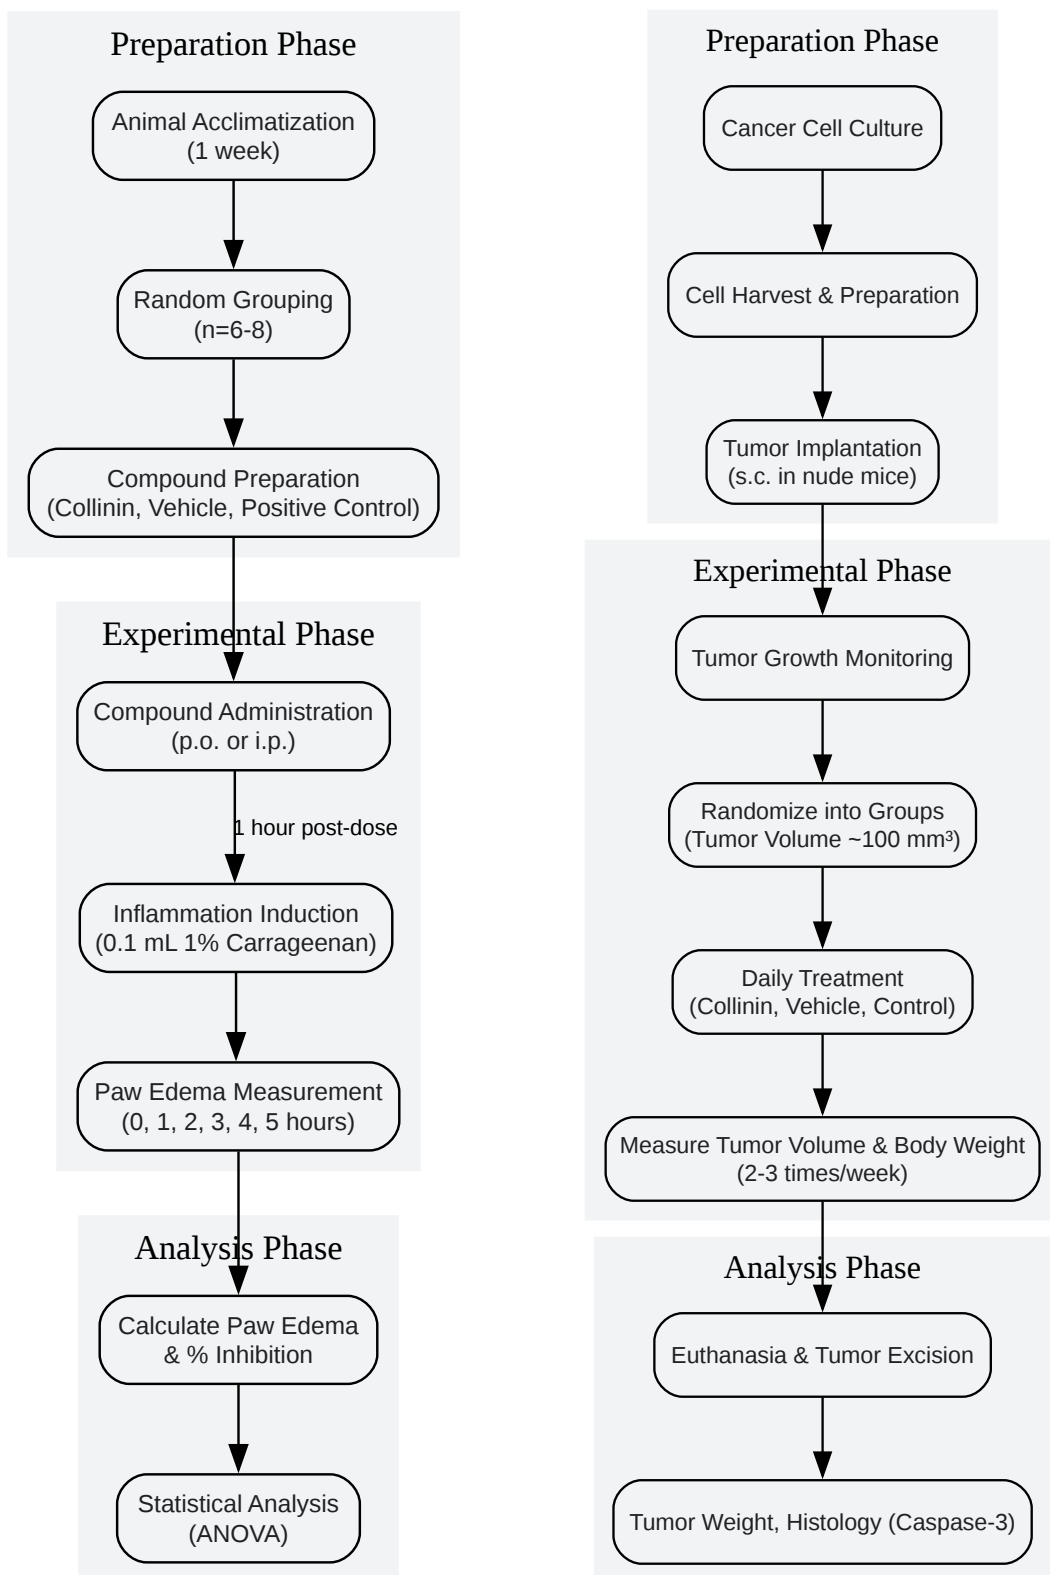 Preparation Phase
Animal Acclimatization
(1 week)
Random Grouping
(n=6-8)
Compound Preparation
(Collinin, Vehicle, Positive Control)
Experimental Phase
Compound Administration
(p.o. or i.p.)
1 hour post-dose
Inflammation Induction
(0.1 mL 1% Carrageenan)
Paw Edema Measurement
(0, 1, 2, 3, 4, 5 hours)
Analysis Phase
Calculate Paw Edema
& % Inhibition
Statistical Analysis
(ANOVA)
Preparation Phase
Cancer Cell Culture
Cell Harvest & Preparation
Tumor Implantation
(s.c. in nude mice)
Experimental Phase
Tumor Growth Monitoring
Randomize into Groups
(Tumor Volume ~100 mm³)
Daily Treatment
(Collinin, Vehicle, Control)
Measure Tumor Volume & Body Weight
(2-3 times/week)
Analysis Phase
Euthanasia & Tumor Excision
Tumor Weight, Histology (Caspase-3)